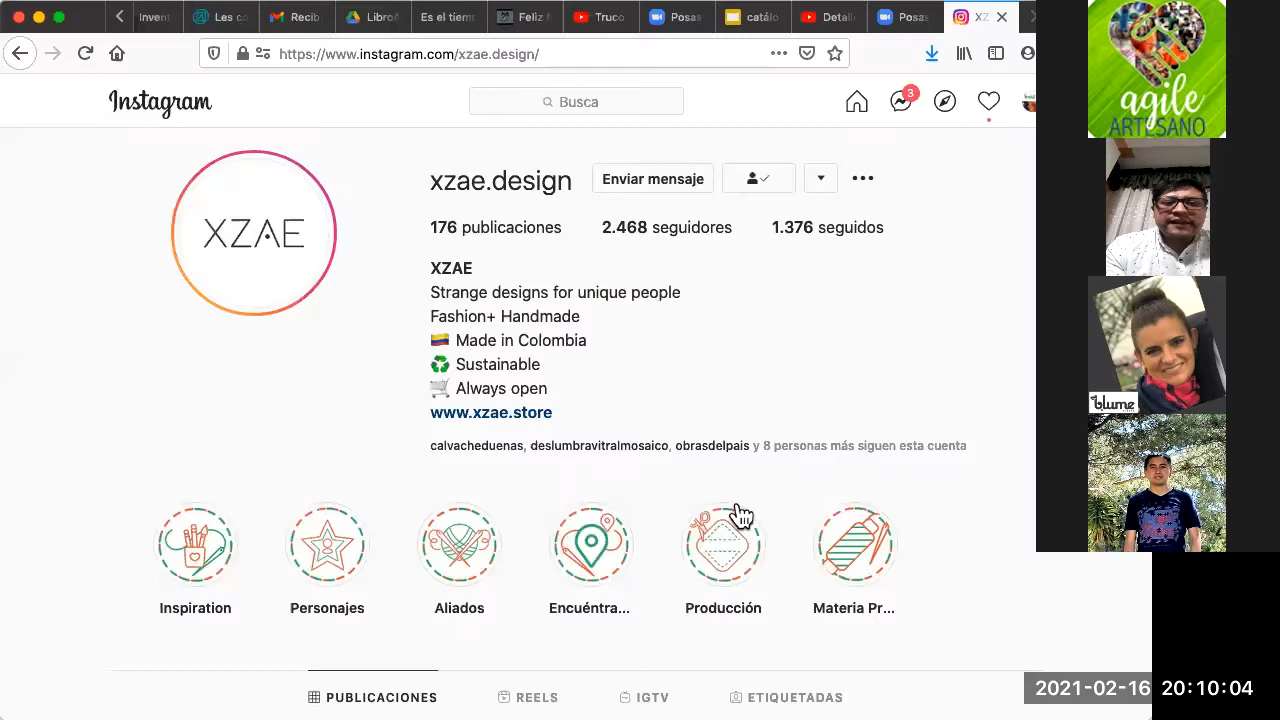 Invent
Les co
Recib
LibroA
Es el tiem
Feliz M
Truco
Posas
catálo
Detall
Posas
XZ
https://www.instagram.com/xzae.design/
Instagram
Busca
3
xzae.design
Enviar mensaje
176 publicaciones
2.468 seguidores
1.376 seguidos
XZAE
XZAE
Strange designs for unique people
Fashion+ Handmade
Made in Colombia
Sustainable
Always open
www.xzae.store
calvacheduenas, deslumbravitralmosaico, obrasdelpais y 8 personas más siguen esta cuenta
Inspiration
Personajes
Aliados
Encuéntra...
Producción
Materia Pr...
PUBLICACIONES
REELS
IGTV
ETIQUETADAS
agile
ARTESANO
blume
2021-02-16 20:10:04